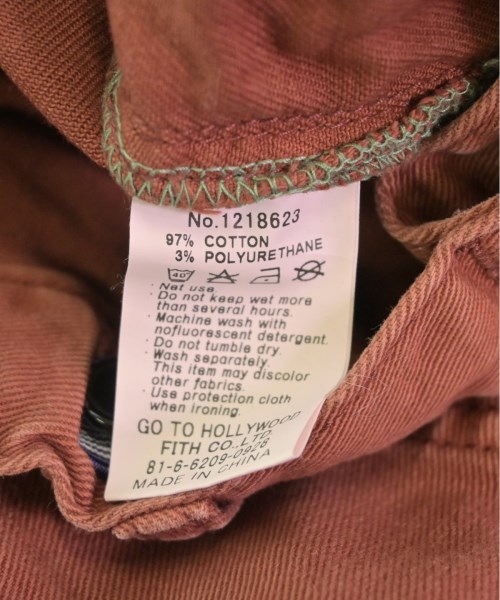 No.1218623
97% COTTON
3% POLYURETHANE
40
· Net use.
· Do not keep wet more
than several hours.
· Machine wash with
nofluorescent detergent.
· Do not tumble dry.
· Wash separately.
This item may discolor
other fabrics.
· Use protection cloth
when ironing.
GO TO HOLLYWOOD
FITH CO.,LTD.
81-6-6209-0928
MADE IN CHINA